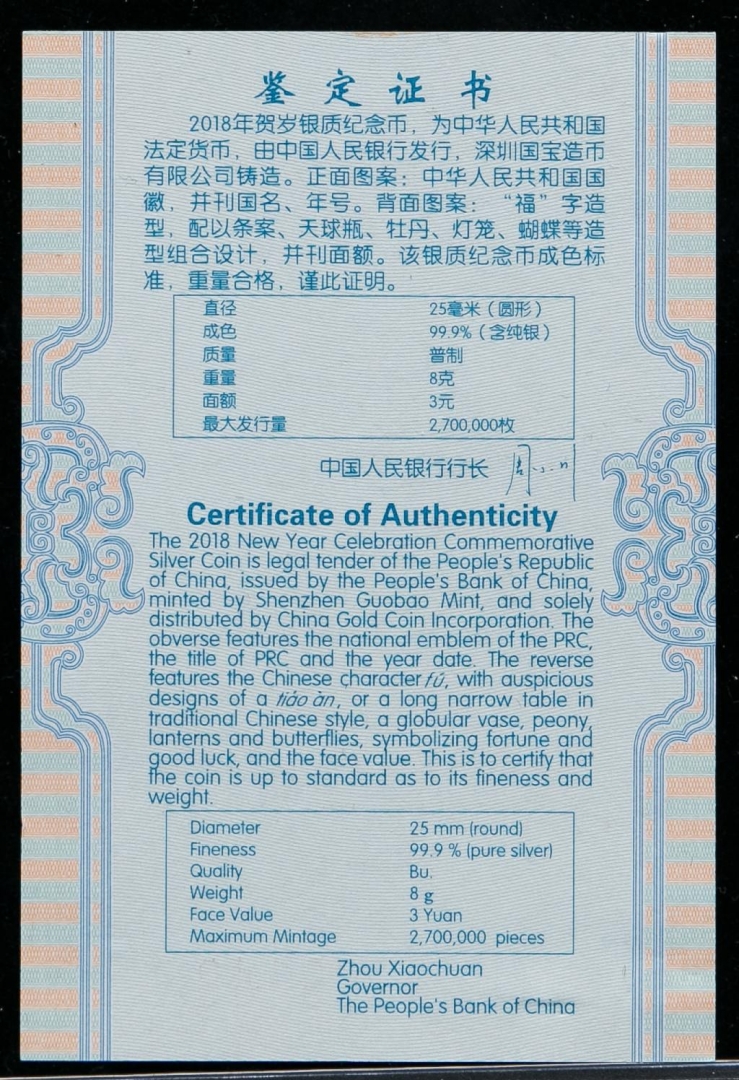 鉴定证书
2018年贺岁银质纪念币，为中华人民共和国
法定货币，由中国人民银行发行，深圳国宝造币
有限公司铸造。正面图案：中华人民共和国国
徽，并刊国名、年号。背面图案：“福”字造
型，配以条案、天球瓶、牡丹、灯笼、蝴蝶等造
型组合设计，并刊面额。该银质纪念币成色标
准，重量合格，谨此证明。
直径 25毫米（圆形）
成色 99.9%（含纯银）
质量 普制
重量 8克
面额 3元
最大发行量 2,700,000枚
中国人民银行行长 周小川
Certificate of Authenticity
The 2018 New Year Celebration Commemorative
Silver Coin is legal tender of the People's Republic
of China, issued by the People's Bank of China,
minted by Shenzhen Guobao Mint, and solely
distributed by China Gold Coin Incorporation. The
obverse features the national emblem of the PRC,
the title of PRC and the year date. The reverse
features the Chinese character fú, with auspicious
designs of a tiáo àn, or a long narrow table in
traditional Chinese style, a globular vase, peony,
lanterns and butterflies, symbolizing fortune and
good luck, and the face value. This is to certify that
the coin is up to standard as to its fineness and
weight.
Diameter 25 mm (round)
Fineness 99.9 % (pure silver)
Quality Bu.
Weight 8 g
Face Value 3 Yuan
Maximum Mintage 2,700,000 pieces
Zhou Xiaochuan
Governor
The People's Bank of China